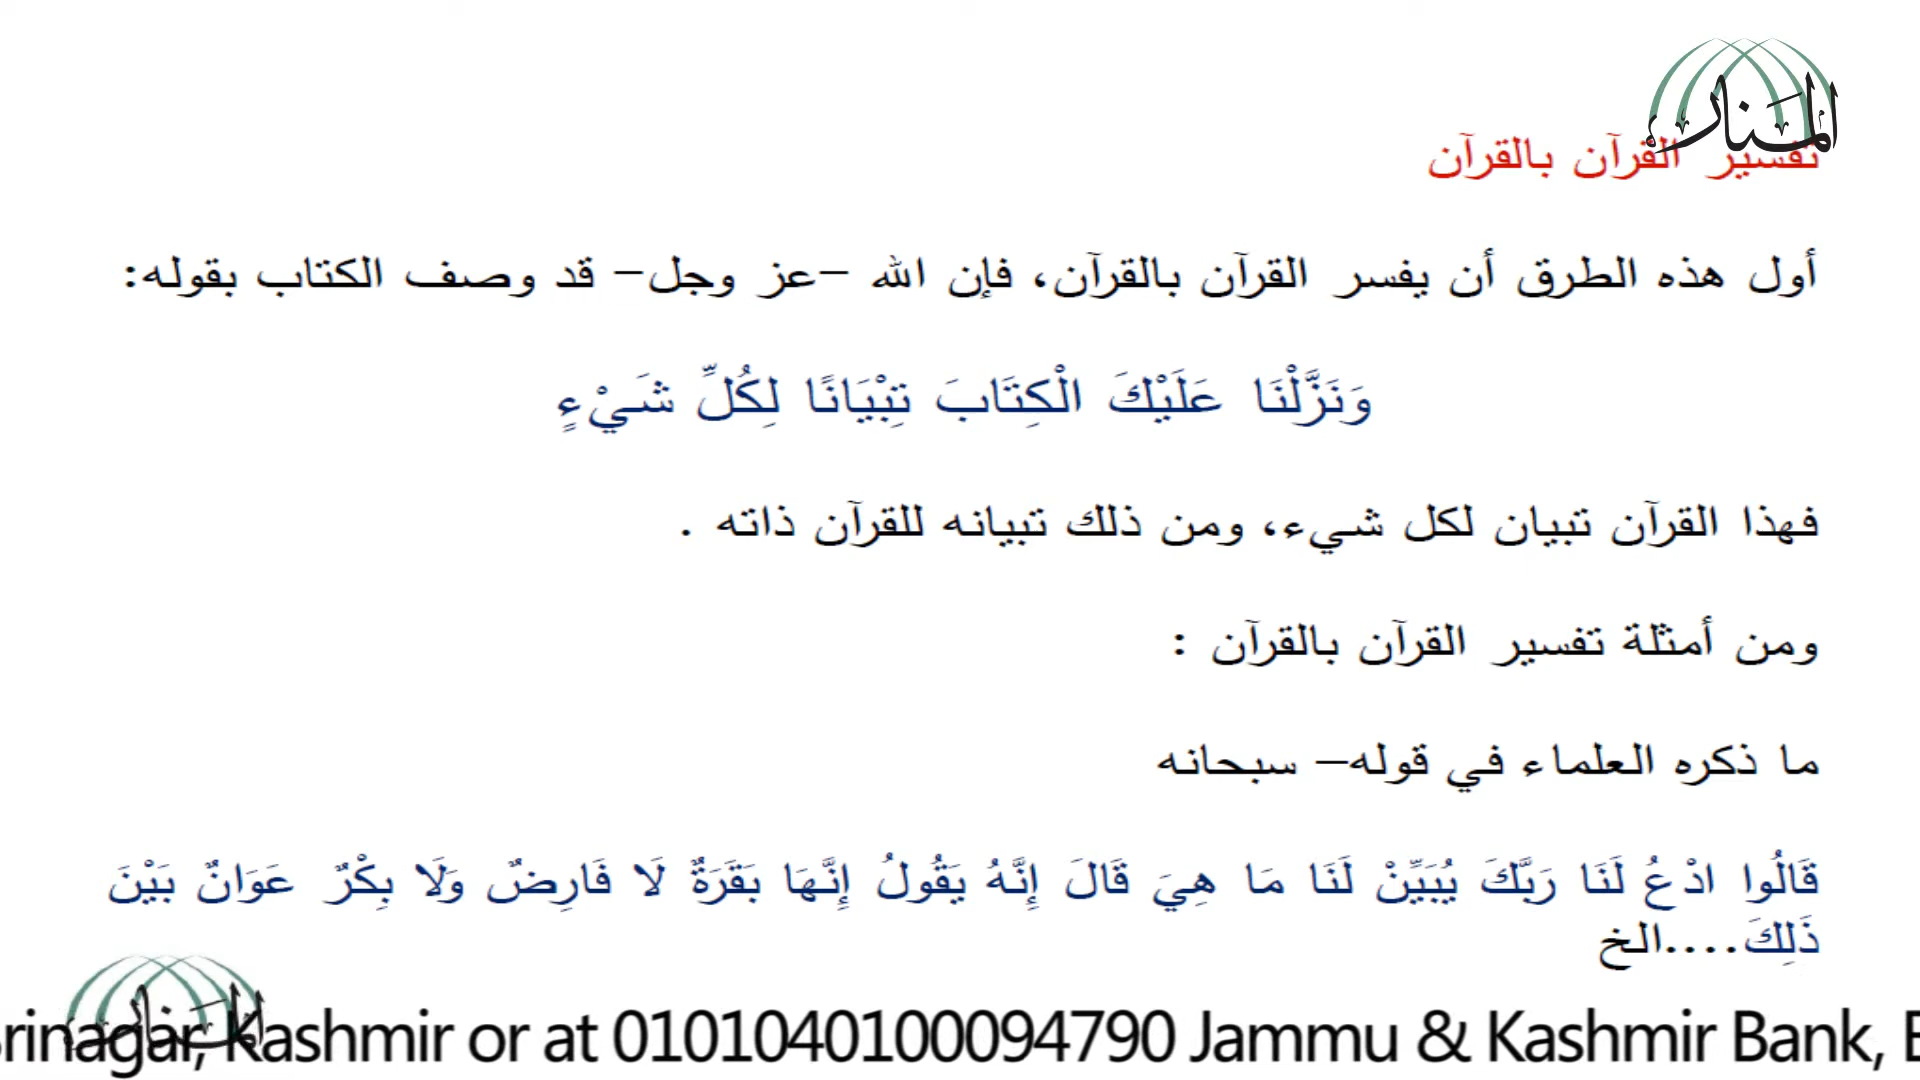 المنار
تفسير القرآن بالقرآن
أول هذه الطرق أن يفسر القرآن بالقرآن، فإن الله –عز وجل– قد وصف الكتاب بقوله:
وَنَزَّلْنَا عَلَيْكَ الْكِتَابَ تِبْيَانًا لِكُلِّ شَيْءٍ
فهذا القرآن تبيان لكل شيء، ومن ذلك تبيانه للقرآن ذاته .
ومن أمثلة تفسير القرآن بالقرآن :
ما ذكره العلماء في قوله– سبحانه
قَالُوا ادْعُ لَنَا رَبَّكَ يُبَيِّنْ لَنَا مَا هِيَ قَالَ إِنَّهُ يَقُولُ إِنَّهَا بَقَرَةٌ لَا فَارِضٌ وَلَا بِكْرٌ عَوَانٌ بَيْنَ
ذَلِكَ....الخ
المنار
rinagar, Kashmir or at 0101040100094790 Jammu & Kashmir Bank,